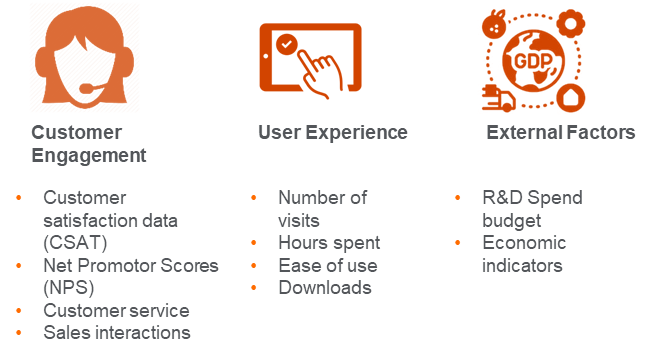 GDP
Customer
Engagement
• Customer
satisfaction data
(CSAT)
• Net Promotor Scores
(NPS)
• Customer service
• Sales interactions
User Experience
• Number of
visits
• Hours spent
• Ease of use
• Downloads
External Factors
• R&D Spend
budget
• Economic
indicators